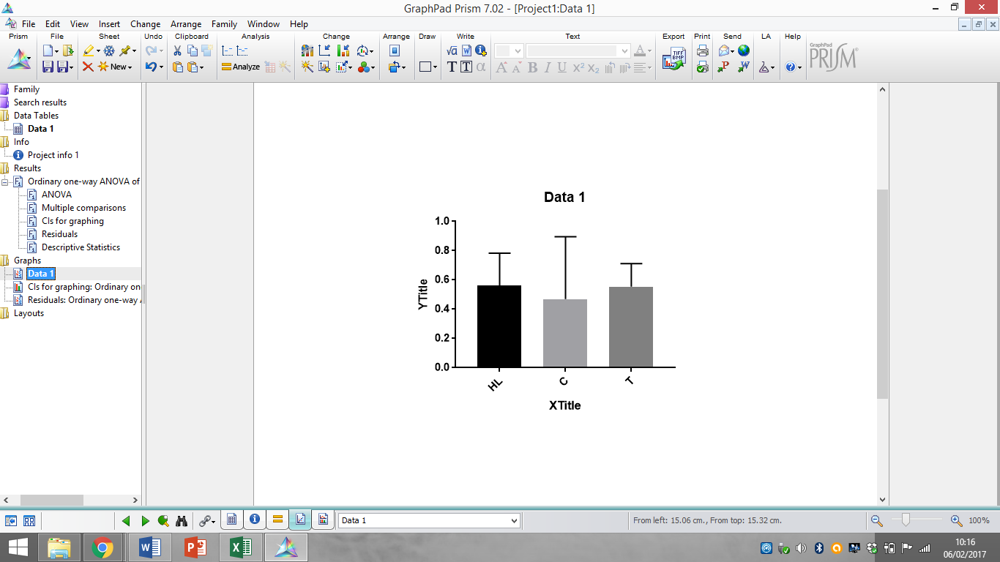 GraphPad Prism 7.02 - [Project1:Data 1]
File Edit View Insert Change Arrange Family Window Help
Prism File Sheet Undo Clipboard Analysis Change Arrange Draw Write Text Export Print Send LA Help
New
Analyze
TIFF
BMP
GraphPad
PRISM
Family
Search results
Data Tables
Data 1
Info
Project info 1
Results
Ordinary one-way ANOVA of
ANOVA
Multiple comparisons
CIs for graphing
Residuals
Descriptive Statistics
Graphs
Data 1
CIs for graphing: Ordinary on
Residuals: Ordinary one-way
Layouts
Data 1
1.0
0.8
0.6
0.4
0.2
0.0
YTitle
HL C T
XTitle
Data 1
From left: 15.06 cm., From top: 15.32 cm.
100%
10:16
06/02/2017